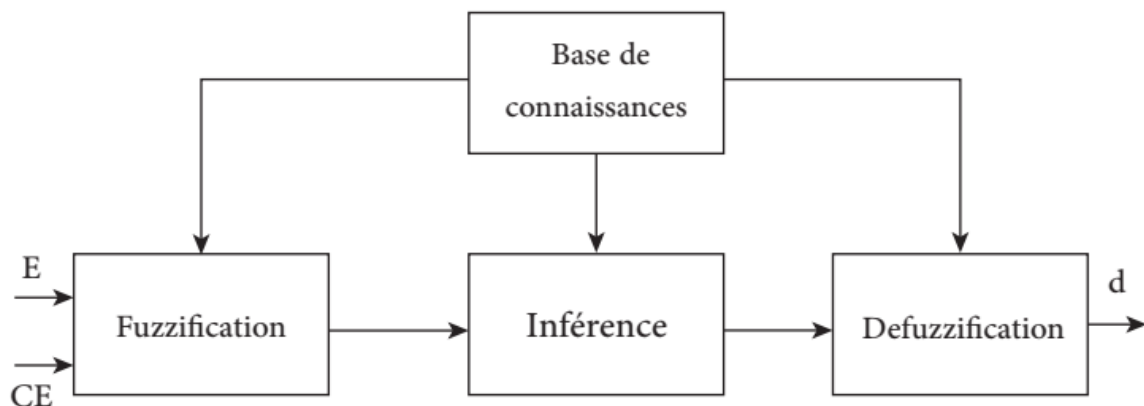 Base de
connaissances
E
CE
Fuzzification
Inférence
Defuzzification
d